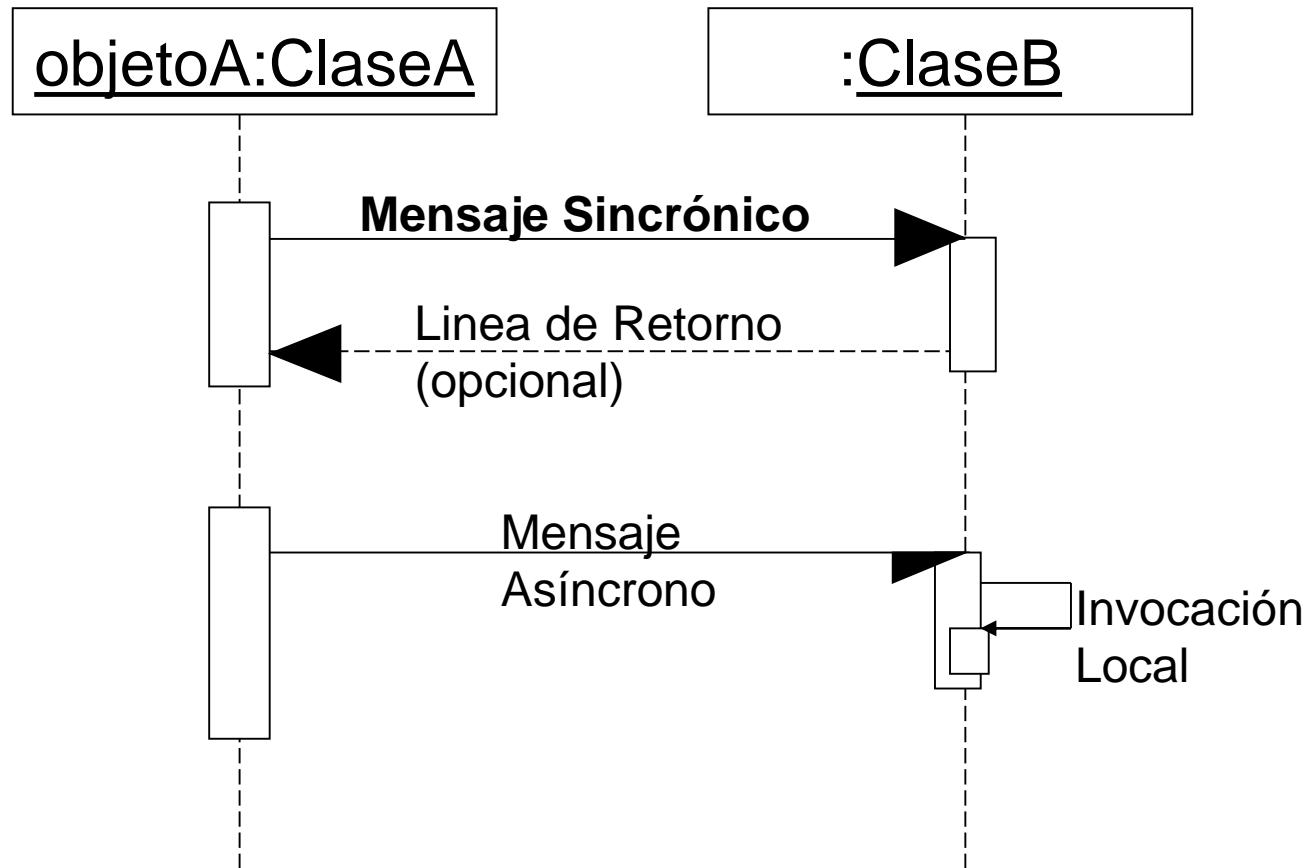 objetoA:ClaseA
:ClaseB
Mensaje Sincrónico
Linea de Retorno
(opcional)
Mensaje
Asíncrono
Invocación
Local